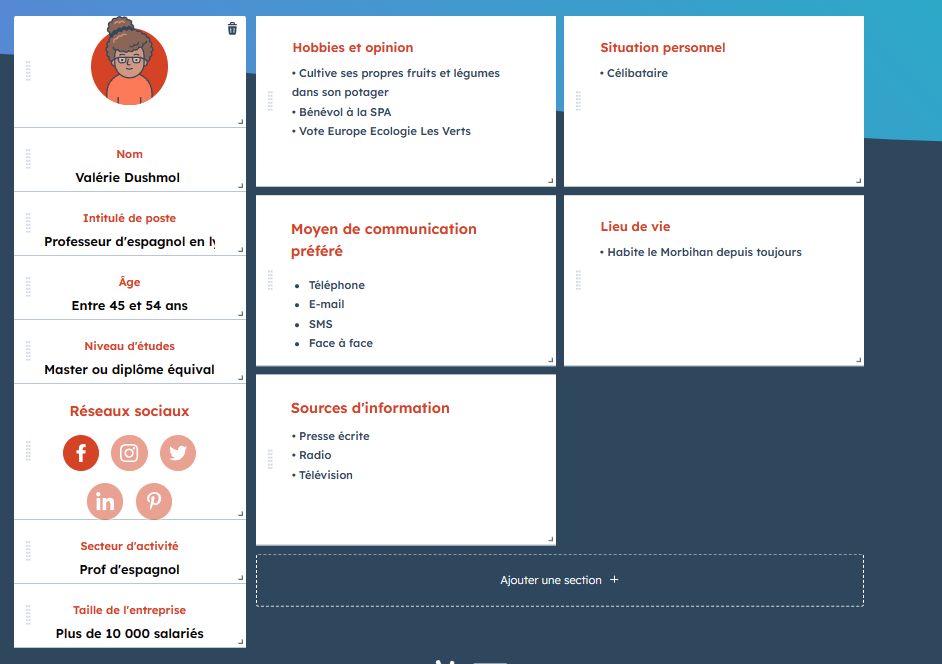 Nom
Valérie Dushmol
Intitulé de poste
Professeur d'espagnol en
Âge
Entre 45 et 54 ans
Niveau d'études
Master ou diplôme équival
Réseaux sociaux
Secteur d'activité
Prof d'espagnol
Taille de l'entreprise
Plus de 10 000 salariés
Hobbies et opinion
• Cultive ses propres fruits et légumes
dans son potager
• Bénévol à la SPA
• Vote Europe Ecologie Les Verts
Situation personnel
• Célibataire
Moyen de communication
préféré
• Téléphone
• E-mail
• SMS
• Face à face
Lieu de vie
• Habite le Morbihan depuis toujours
Sources d'information
• Presse écrite
• Radio
• Télévision
Ajouter une section +